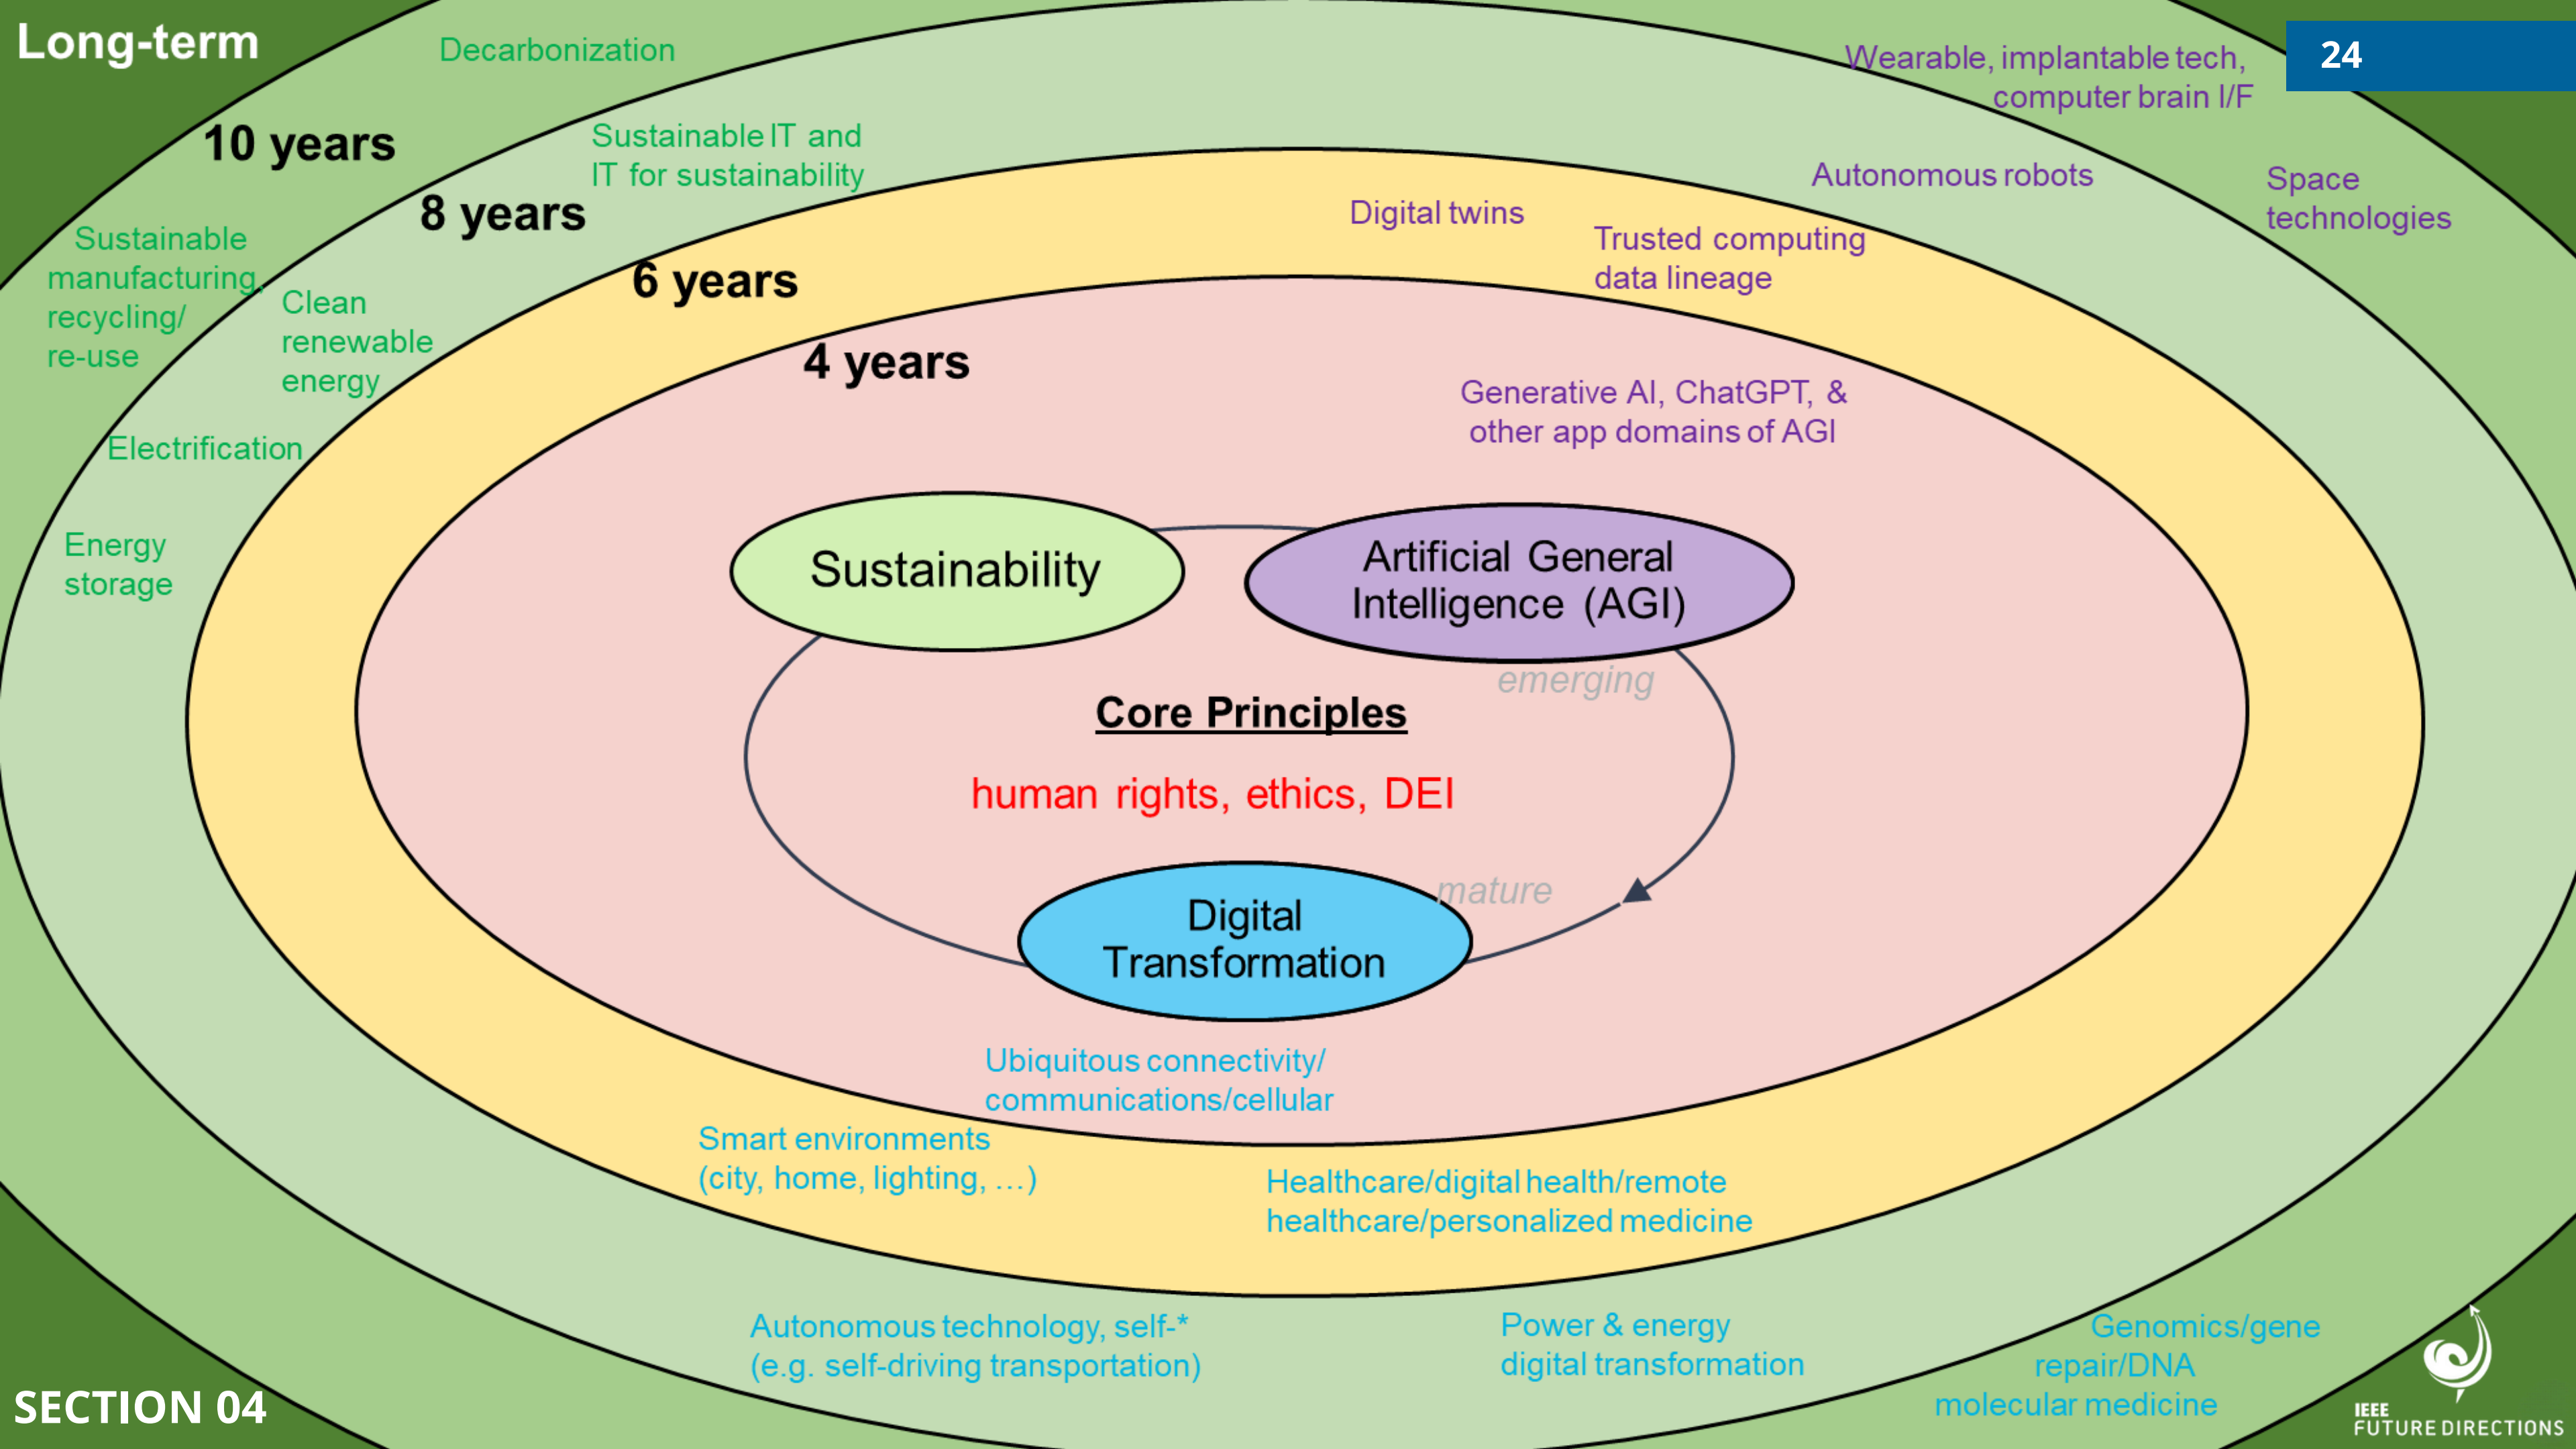 Long-term
24
Decarbonization
Wearable, implantable tech,
computer brain I/F
10 years
Sustainable IT and
IT for sustainability
Autonomous robots
Space
technologies
8 years
Digital twins
Trusted computing
data lineage
Sustainable
manufacturing,
recycling/
re-use
6 years
Clean
renewable
energy
4 years
Generative AI, ChatGPT, &
other app domains of AGI
Electrification
Energy
storage
Sustainability
Artificial General
Intelligence (AGI)
emerging
Core Principles
human rights, ethics, DEI
mature
Digital
Transformation
Ubiquitous connectivity/
communications/cellular
Smart environments
(city, home, lighting, …)
Healthcare/digital health/remote
healthcare/personalized medicine
Autonomous technology, self-*
(e.g. self-driving transportation)
Power & energy
digital transformation
Genomics/gene
repair/DNA
molecular medicine
SECTION 04
IEEE
FUTURE DIRECTIONS